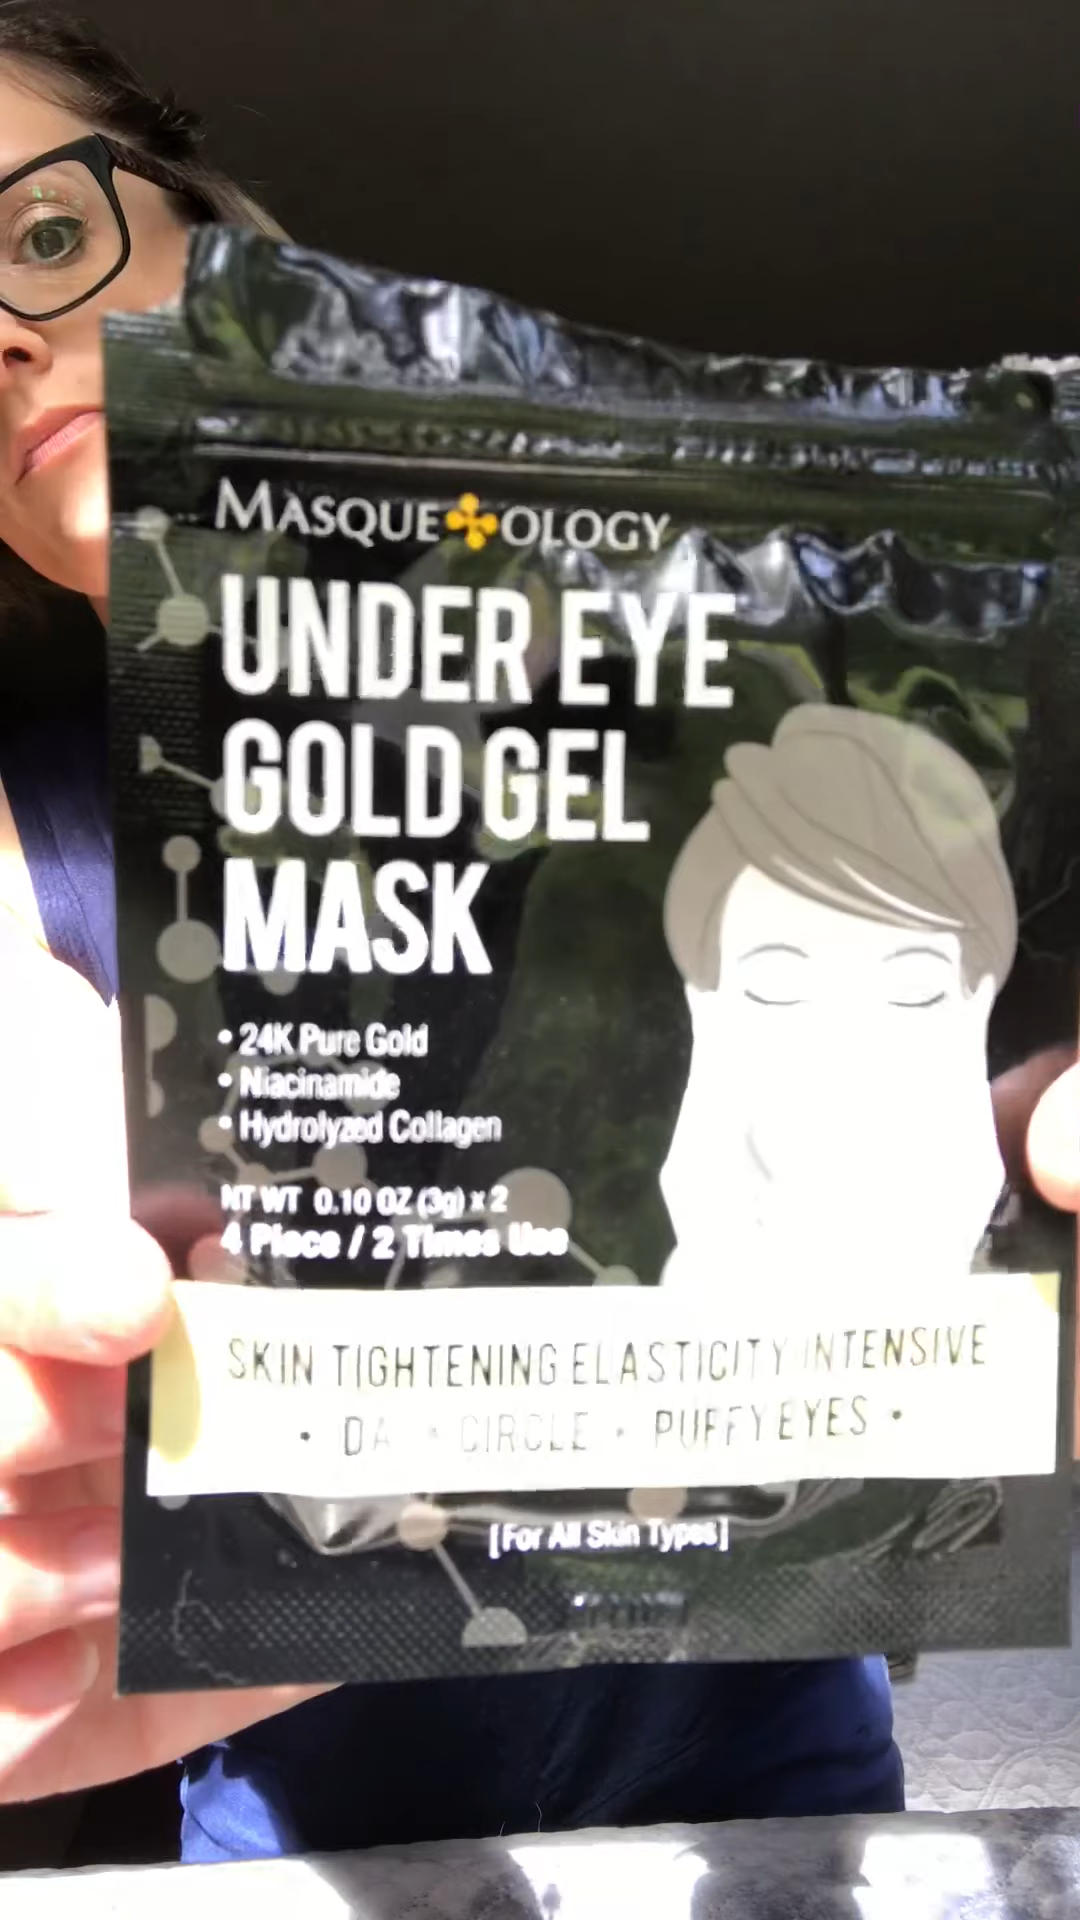 MASQUE OLOGY
UNDER EYE
GOLD GEL
MASK
• 24K Pure Gold
• Niacinamide
• Hydrolyzed Collagen
NT WT 0.10 OZ (3g) x 2
4 Piece / 2 Times Use
SKIN TIGHTENING ELASTICITY INTENSIVE
• CIRCLE • PUFFY EYES •
[For All Skin Types]